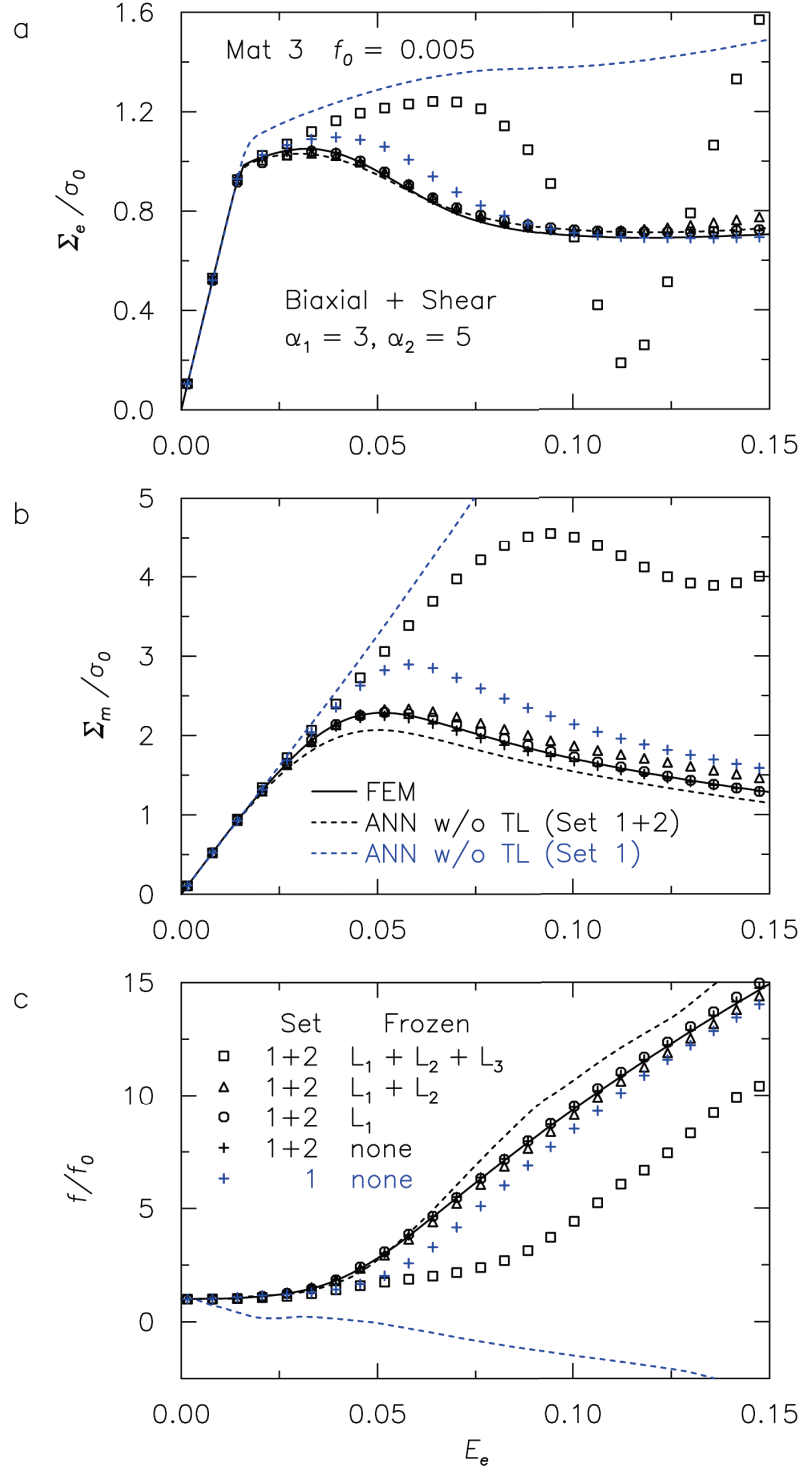 a
1.6
1.2
0.8
0.4
0.0
Σe/σ0
Mat 3 f0 = 0.005
Biaxial + Shear
α1 = 3, α2 = 5
0.00 0.05 0.10 0.15
b
5
4
3
2
1
0
Σm/σ0
FEM
ANN w/o TL (Set 1+2)
ANN w/o TL (Set 1)
0.00 0.05 0.10 0.15
c
15
10
5
0
f/f0
Set Frozen
1+2 L1 + L2 + L3
1+2 L1 + L2
1+2 L1
1+2 none
1 none
0.00 0.05 0.10 0.15
Ee